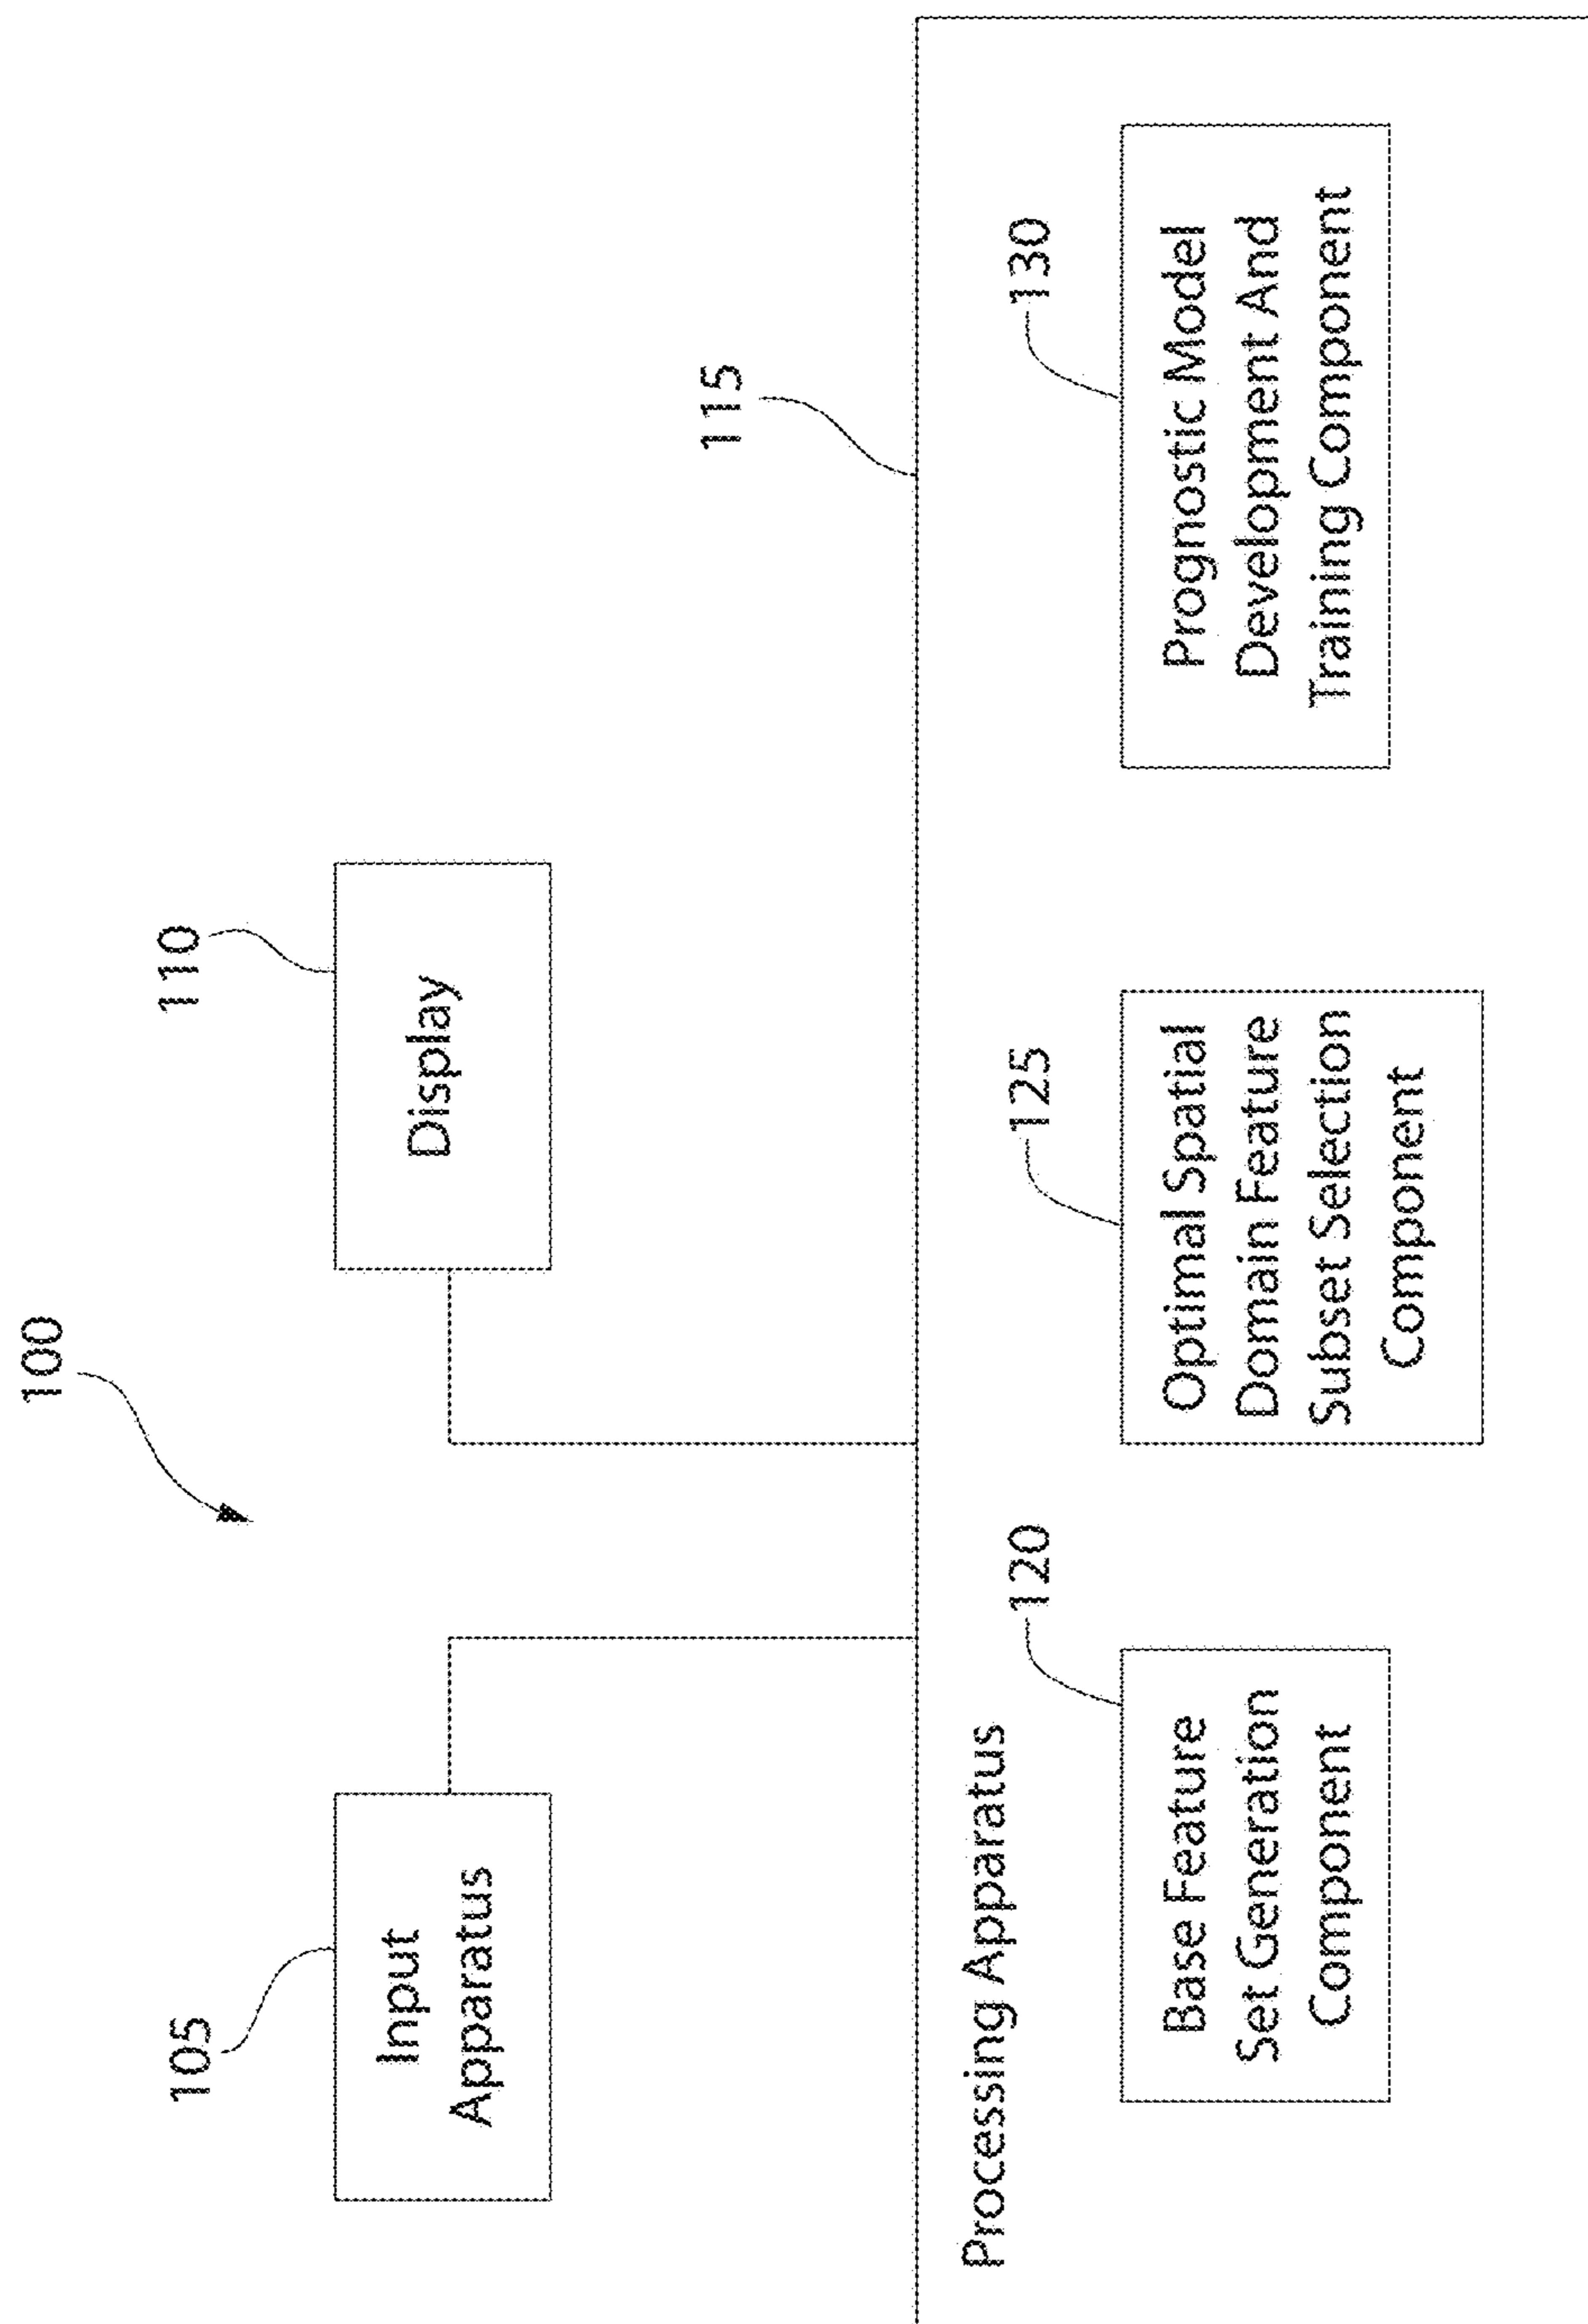 100
105
Input
Apparatus
110
Display
115
Processing Apparatus
120
Base Feature
Set Generation
Component
125
Optimal Spatial
Domain Feature
Subset Selection
Component
130
Prognostic Model
Development And
Training Component